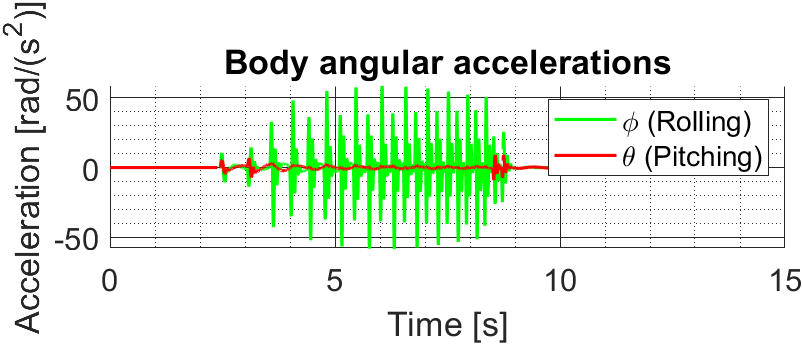 Body angular accelerations
Acceleration [rad/(s²)]
50
0
-50
ϕ (Rolling)
θ (Pitching)
0 5 10 15
Time [s]